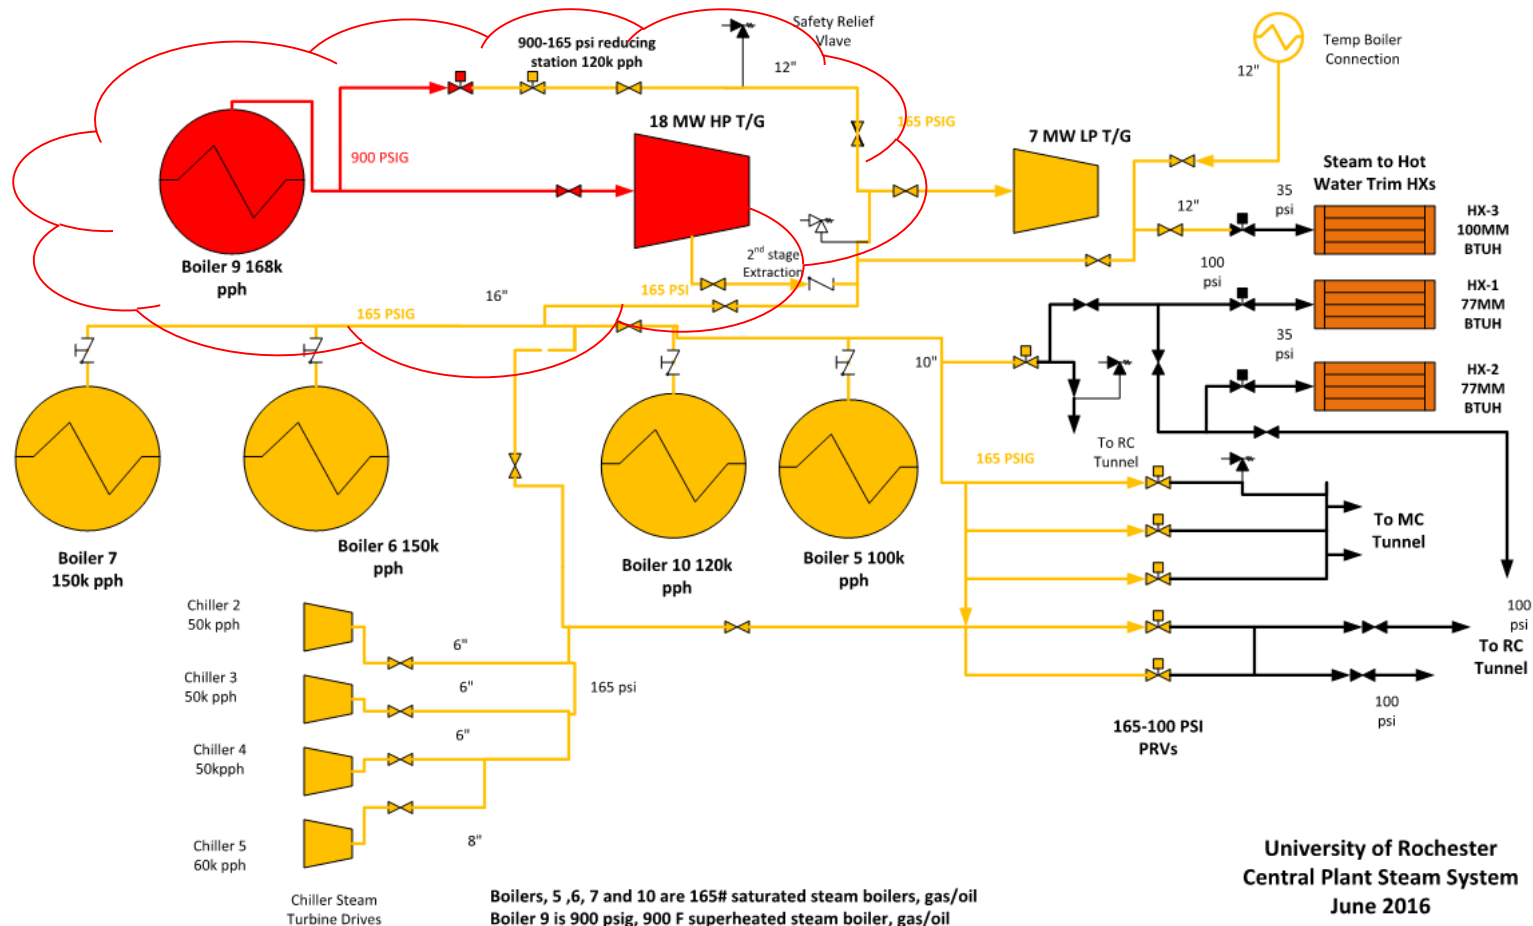 Safety Relief
Vlave
900-165 psi reducing
station 120k pph
12"
12"
Temp Boiler
Connection
18 MW HP T/G
165 PSIG
7 MW LP T/G
900 PSIG
Steam to Hot
Water Trim HXs
35
psi
12"
HX-3
100MM
BTUH
2nd stage
Extraction
Boiler 9 168k
pph
100
psi
HX-1
77MM
BTUH
16"
165 PSI
165 PSIG
35
psi
10"
HX-2
77MM
BTUH
To RC
Tunnel
165 PSIG
To MC
Tunnel
Boiler 7
150k pph
Boiler 6 150k
pph
Boiler 10 120k
pph
Boiler 5 100k
pph
Chiller 2
50k pph
6"
100
psi
To RC
Tunnel
Chiller 3
50k pph
6"
165 psi
100
psi
6"
165-100 PSI
PRVs
Chiller 4
50kpph
Chiller 5
60k pph
8"
Chiller Steam
Turbine Drives
Boilers, 5 ,6, 7 and 10 are 165# saturated steam boilers, gas/oil
Boiler 9 is 900 psig, 900 F superheated steam boiler, gas/oil
University of Rochester
Central Plant Steam System
June 2016